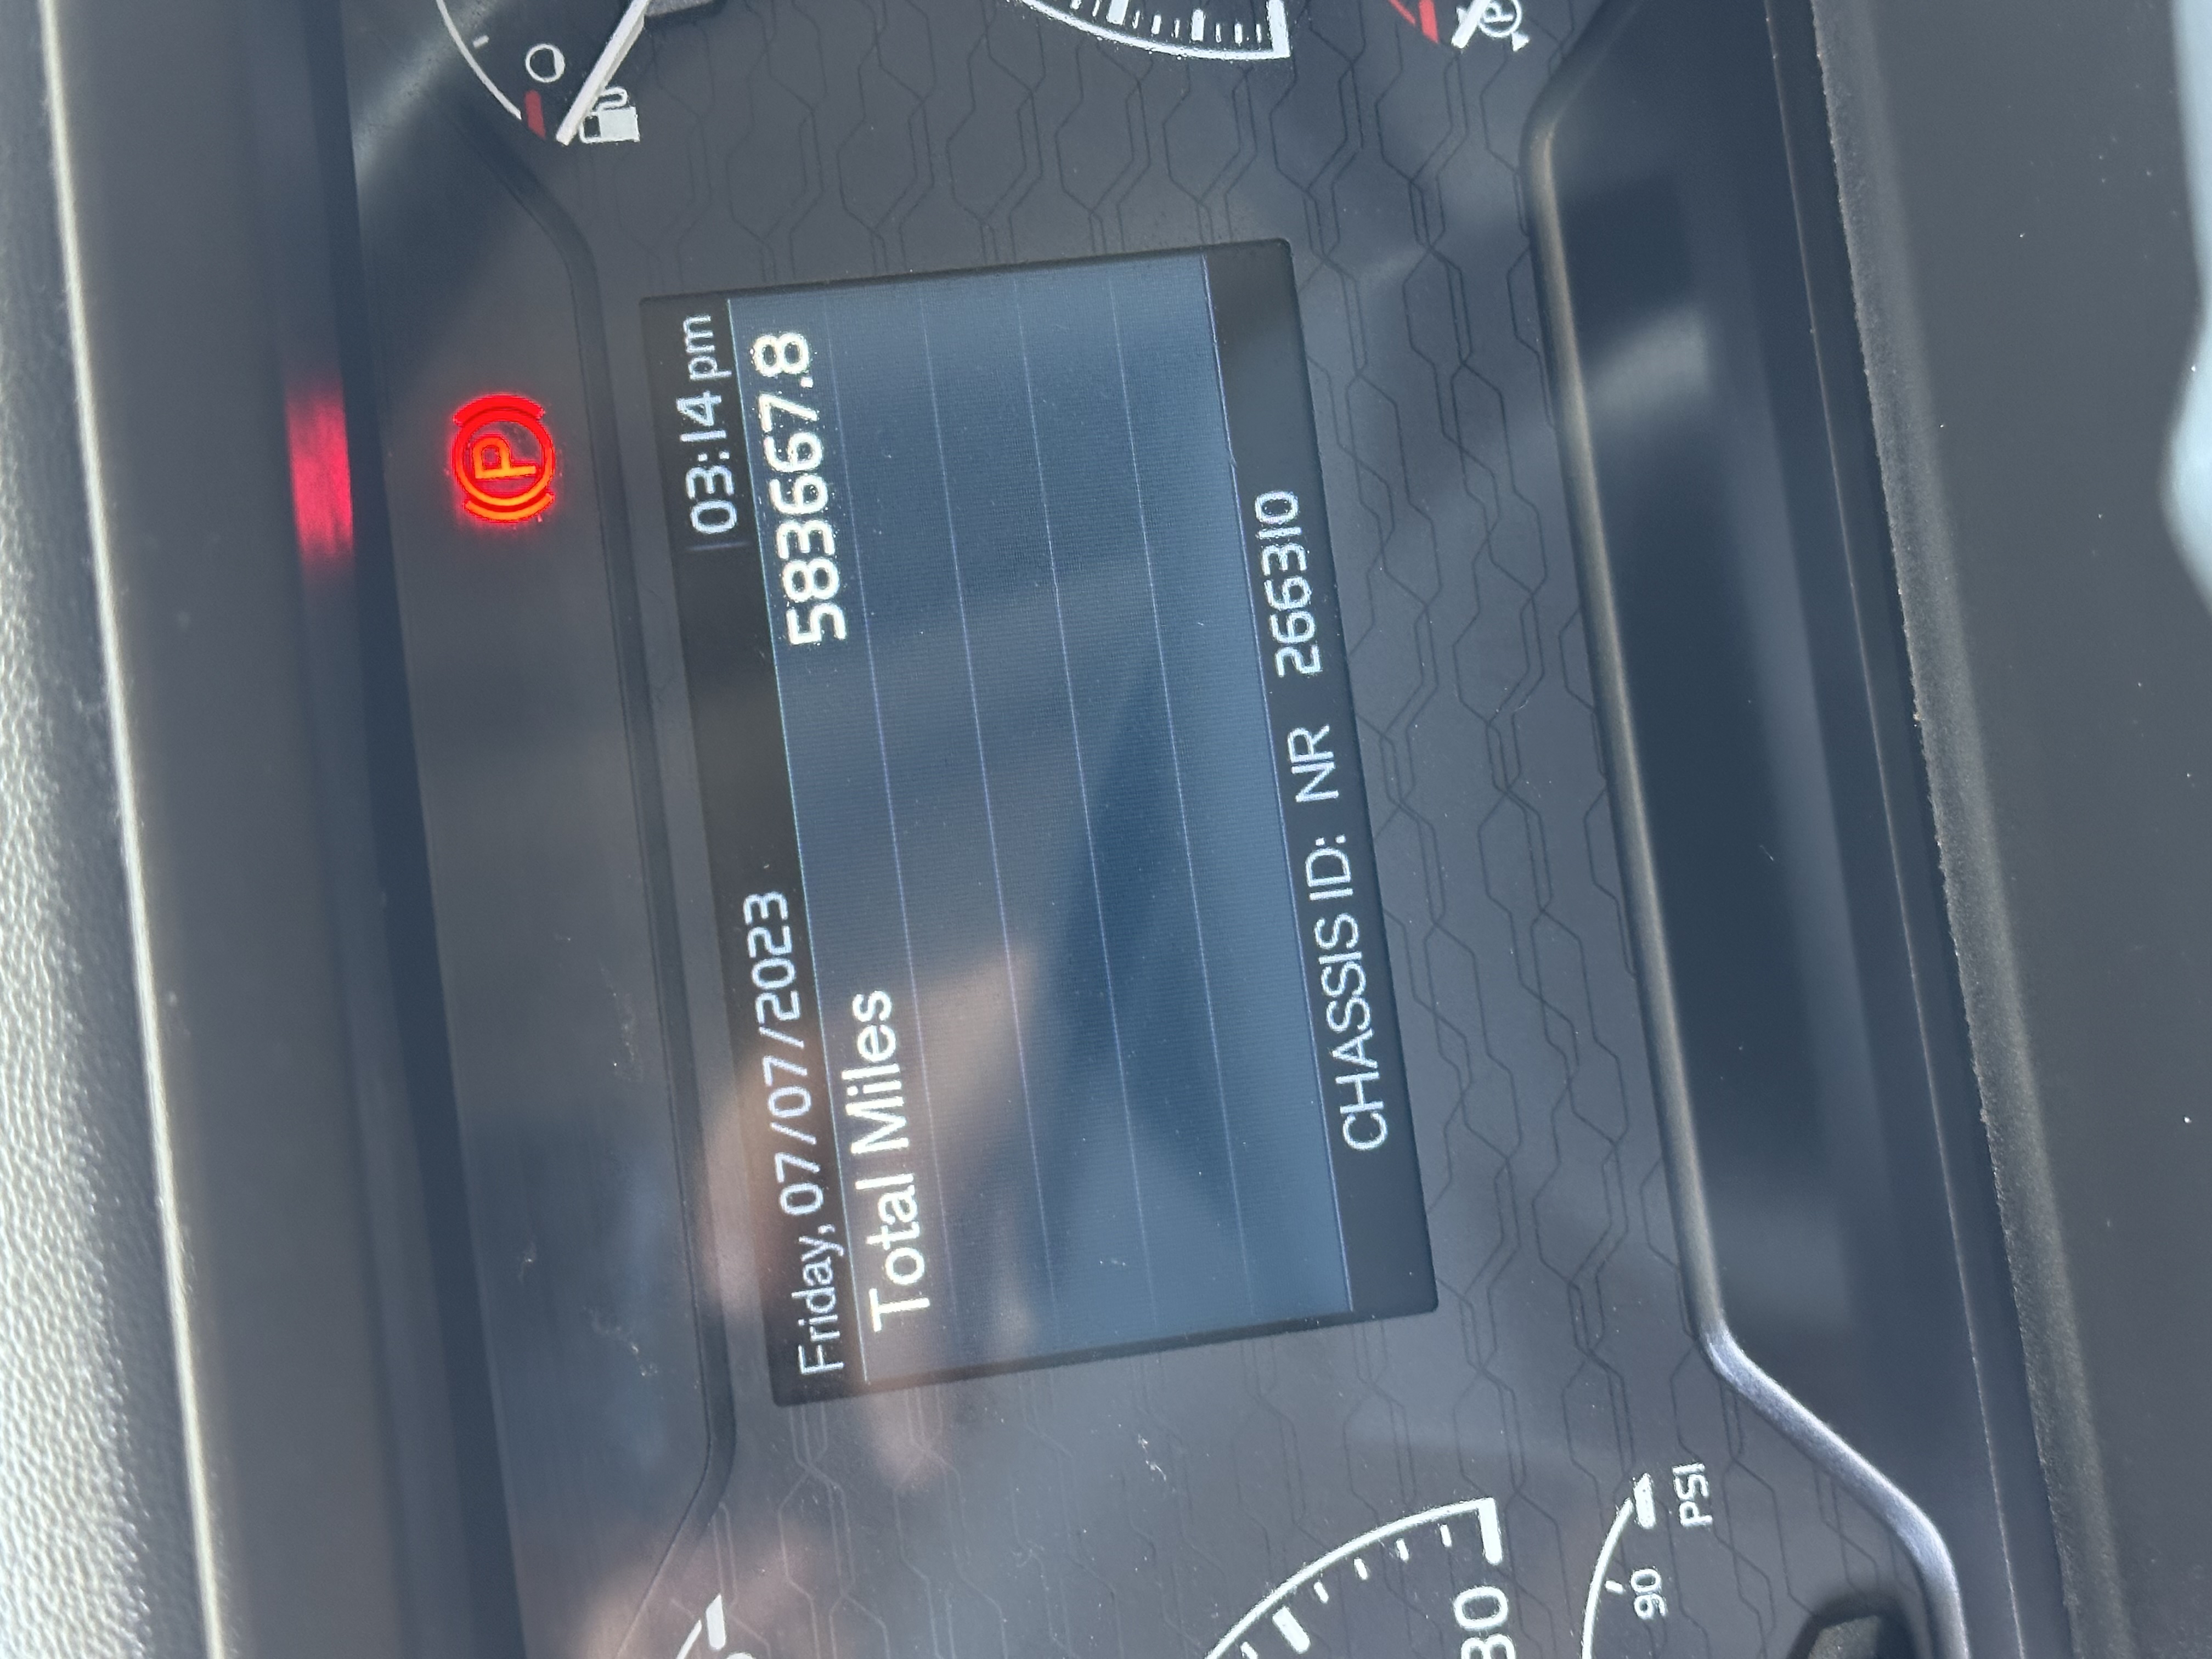 Friday, 07/07/2023 03:14 pm
Total Miles 583667.8
CHASSIS ID: NR 266310
P
90
PSI